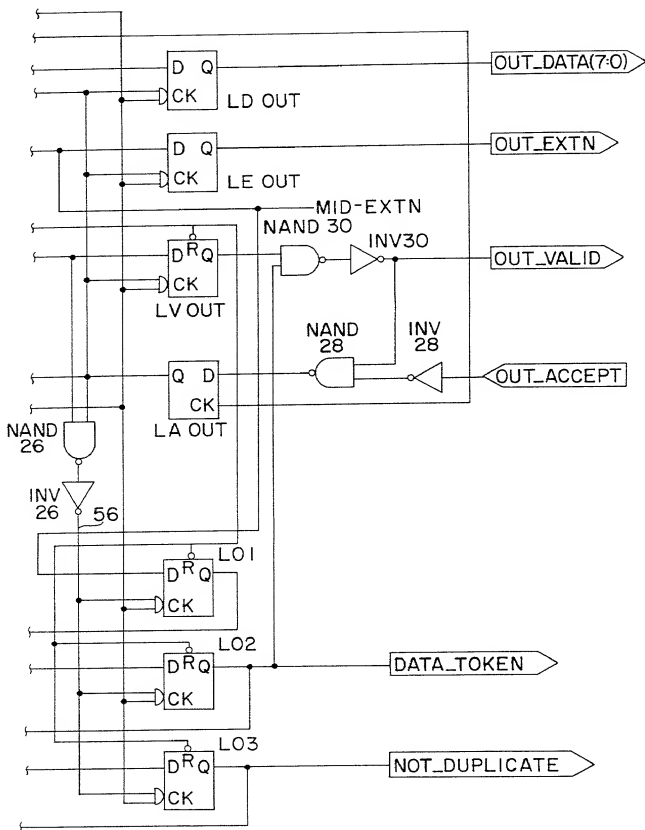 D Q
CK
LD OUT
OUT_DATA(7:0)
D Q
CK
LE OUT
OUT_EXTN
MID-EXTN
NAND 30
INV30
D R Q
CK
LV OUT
OUT_VALID
NAND
28
INV
28
Q D
CK
LA OUT
OUT_ACCEPT
NAND
26
INV
26
56
LO1
D R Q
CK
LO2
D R Q
CK
DATA_TOKEN
LO3
D R Q
CK
NOT_DUPLICATE